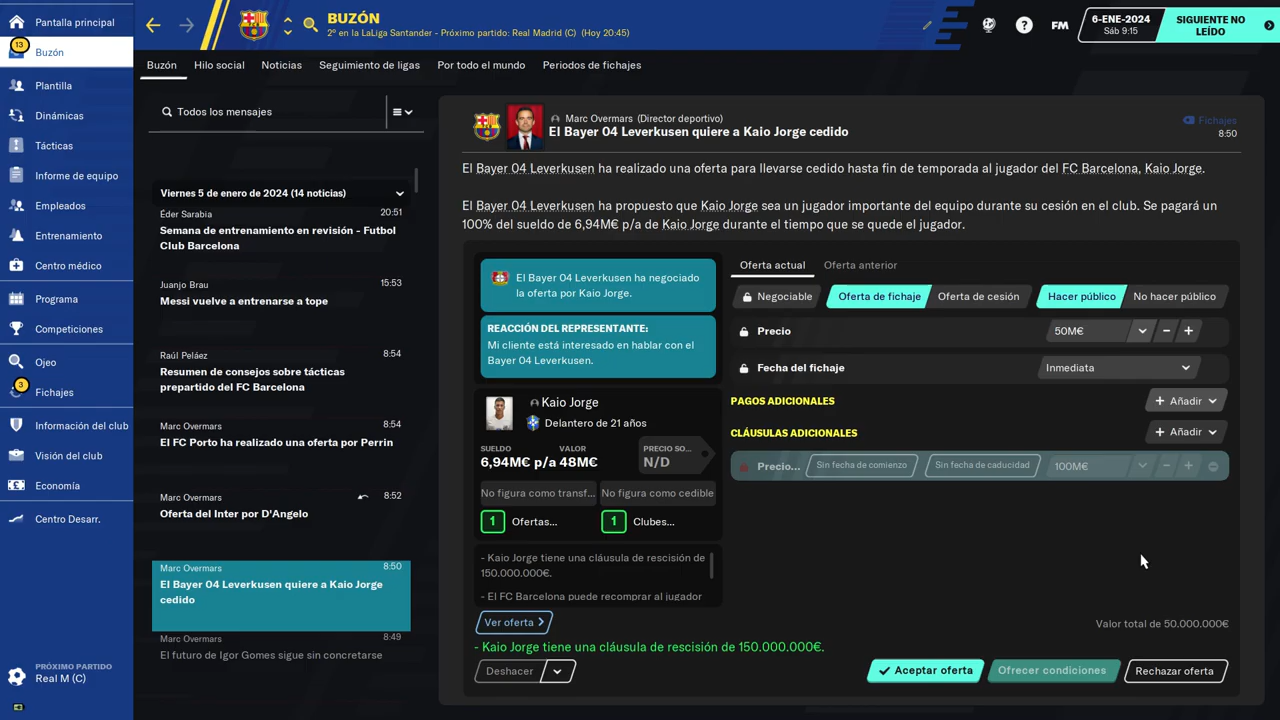 Pantalla principal
13
Buzón
Plantilla
Dinámicas
Tácticas
Informe de equipo
Empleados
Entrenamiento
Centro médico
Programa
Competiciones
Ojeo
3
Fichajes
Información del club
Visión del club
Economía
Centro Desarr.
PRÓXIMO PARTIDO
Real M (C)
BUZÓN
2º en la LaLiga Santander - Próximo partido: Real Madrid (C) (Hoy 20:45)
FM
6-ENE-2024
Sáb 9:15
SIGUIENTE NO LEÍDO
Buzón Hilo social Noticias Seguimiento de ligas Por todo el mundo Periodos de fichajes
Todos los mensajes
Viernes 5 de enero de 2024 (14 noticias)
Éder Sarabia 20:51
Semana de entrenamiento en revisión - Futbol
Club Barcelona
Juanjo Brau 15:53
Messi vuelve a entrenarse a tope
Raúl Peláez 8:54
Resumen de consejos sobre tácticas
prepartido del FC Barcelona
Marc Overmars 8:54
El FC Porto ha realizado una oferta por Perrin
Marc Overmars 8:52
Oferta del Inter por D'Angelo
Marc Overmars 8:50
El Bayer 04 Leverkusen quiere a Kaio Jorge
cedido
Marc Overmars 8:49
El futuro de Igor Gomes sigue sin concretarse
Marc Overmars (Director deportivo)
El Bayer 04 Leverkusen quiere a Kaio Jorge cedido
Fichajes
8:50
El Bayer 04 Leverkusen ha realizado una oferta para llevarse cedido hasta fin de temporada al jugador del FC Barcelona, Kaio Jorge.
El Bayer 04 Leverkusen ha propuesto que Kaio Jorge sea un jugador importante del equipo durante su cesión en el club. Se pagará un
100% del sueldo de 6,94M€ p/a de Kaio Jorge durante el tiempo que se quede el jugador.
El Bayer 04 Leverkusen ha negociado
la oferta por Kaio Jorge.
REACCIÓN DEL REPRESENTANTE:
Mi cliente está interesado en hablar con el
Bayer 04 Leverkusen.
Kaio Jorge
Delantero de 21 años
SUELDO VALOR PRECIO SO...
6,94M€ p/a 48M€ N/D
No figura como transf... No figura como cedible
1 Ofertas... 1 Clubes...
- Kaio Jorge tiene una cláusula de rescisión de
150.000.000€.
- El FC Barcelona puede recomprar al jugador
Ver oferta
- Kaio Jorge tiene una cláusula de rescisión de 150.000.000€.
Deshacer
Oferta actual Oferta anterior
Negociable Oferta de fichaje Oferta de cesión Hacer público No hacer público
Precio 50M€
Fecha del fichaje Inmediata
PAGOS ADICIONALES Añadir
CLÁUSULAS ADICIONALES Añadir
Precio... Sin fecha de comienzo Sin fecha de caducidad 100M€
Valor total de 50.000.000€
Aceptar oferta Ofrecer condiciones Rechazar oferta